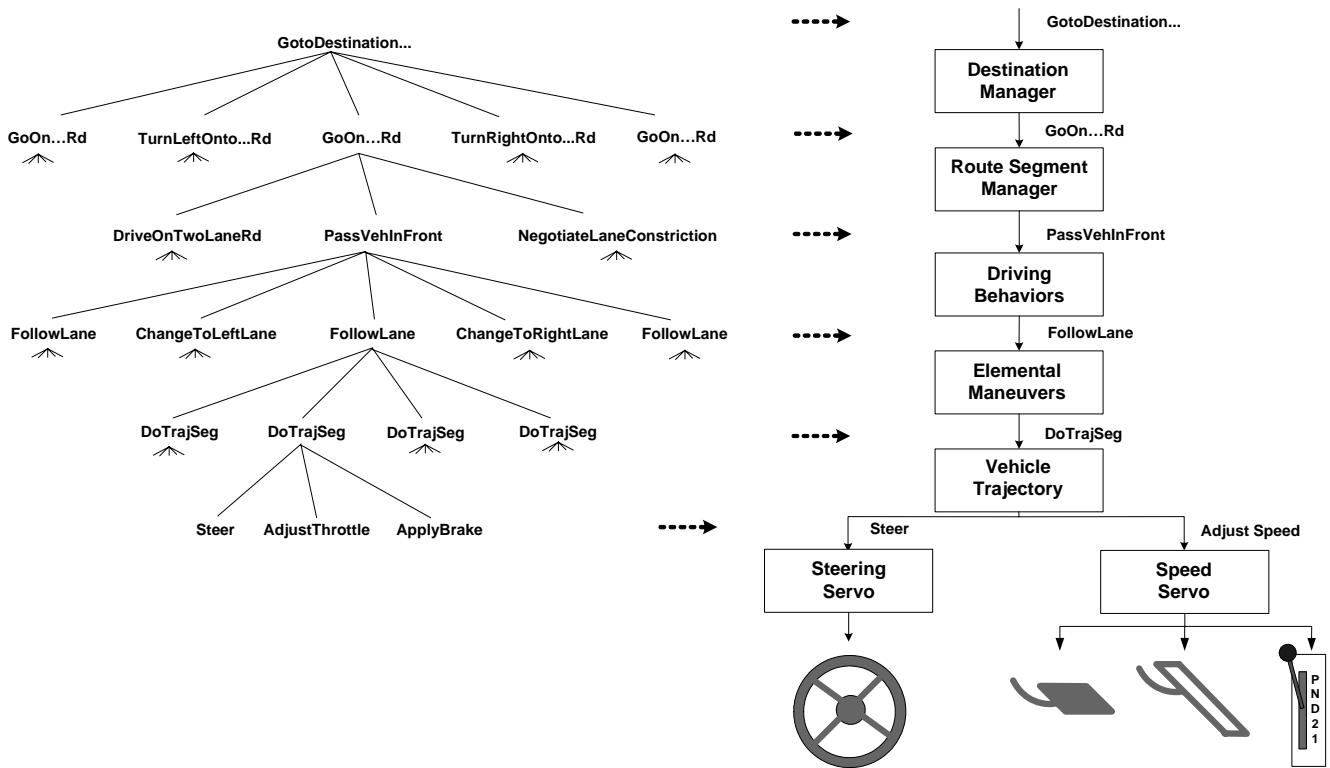 GotoDestination...
GotoDestination...
Destination
Manager
GoOn...Rd
TurnLeftOnto...Rd
GoOn...Rd
TurnRightOnto...Rd
GoOn...Rd
GoOn...Rd
Route Segment
Manager
DriveOnTwoLaneRd
PassVehInFront
NegotiateLaneConstriction
PassVehInFront
Driving
Behaviors
FollowLane
ChangeToLeftLane
FollowLane
ChangeToRightLane
FollowLane
FollowLane
Elemental
Maneuvers
DoTrajSeg
DoTrajSeg
DoTrajSeg
DoTrajSeg
DoTrajSeg
Vehicle
Trajectory
Steer
AdjustThrottle
ApplyBrake
Steer
Adjust Speed
Steering
Servo
Speed
Servo
P
N
D
2
1